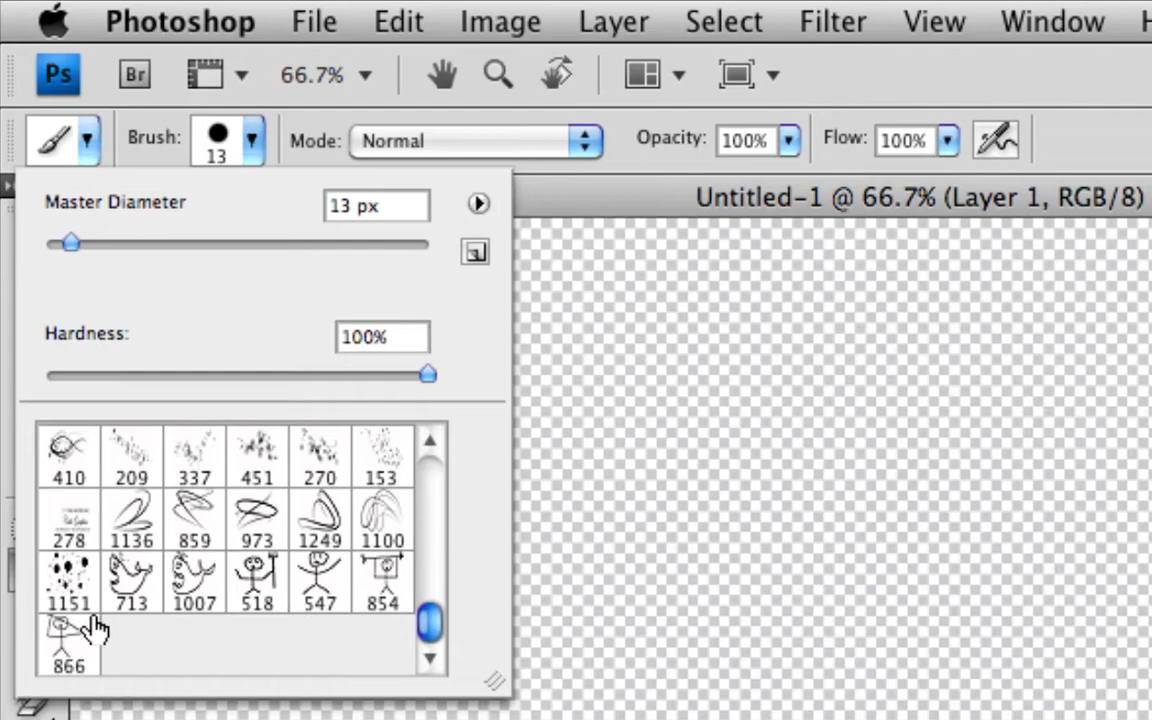 Photoshop File Edit Image Layer Select Filter View Window
Ps Br 66.7%
Brush: 13 Mode: Normal Opacity: 100% Flow: 100%
Untitled-1 @ 66.7% (Layer 1, RGB/8)
Master Diameter 13 px
Hardness: 100%
410 209 337 451 270 153
278 1136 859 973 1249 1100
1151 713 1007 518 547 854
866